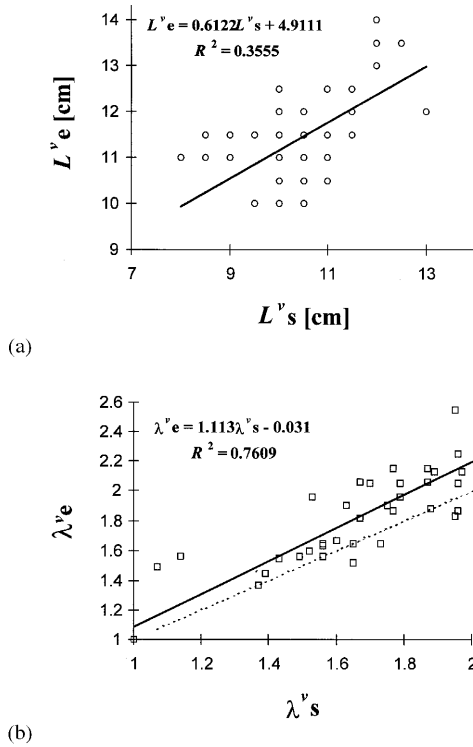 14
13
12
11
10
9
L^v e [cm]
L^v e = 0.6122L^v s + 4.9111
R^2 = 0.3555
7 9 11 13
L^v s [cm]
(a)
2.6
2.4
2.2
2
1.8
1.6
1.4
1.2
1
λ^v e
λ^v e = 1.113λ^v s - 0.031
R^2 = 0.7609
1 1.2 1.4 1.6 1.8 2
λ^v s
(b)